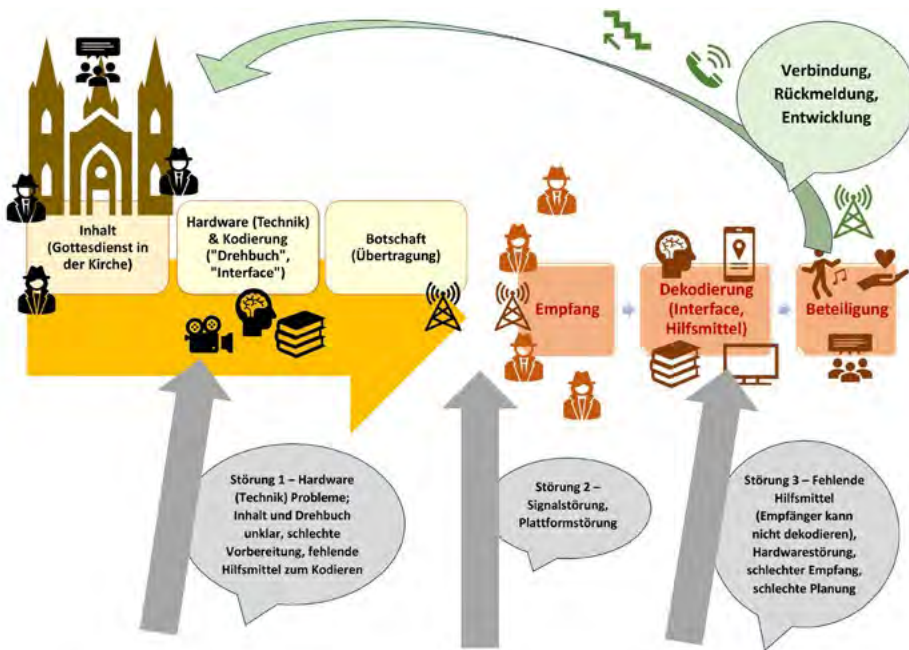 Verbindung,
Rückmeldung,
Entwicklung
Inhalt
(Gottesdienst in
der Kirche)
Hardware (Technik)
& Kodierung
("Drehbuch",
"Interface")
Botschaft
(Übertragung)
Empfang
Dekodierung
(Interface,
Hilfsmittel)
Beteiligung
Störung 1 – Hardware
(Technik) Probleme;
Inhalt und Drehbuch
unklar, schlechte
Vorbereitung, fehlende
Hilfsmittel zum Kodieren
Störung 2 –
Signalstörung,
Plattformstörung
Störung 3 – Fehlende
Hilfsmittel
(Empfänger kann
nicht dekodieren),
Hardwarestörung,
schlechter Empfang,
schlechte Planung